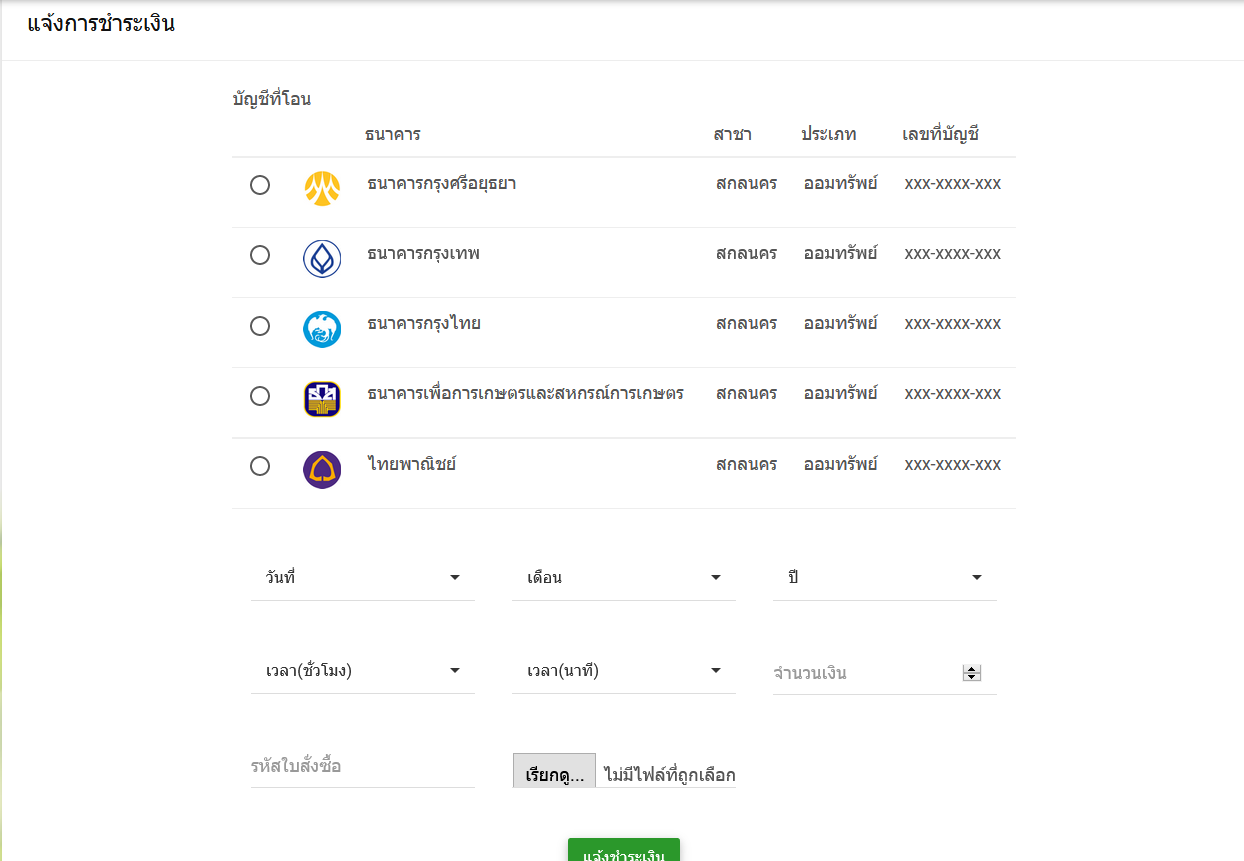 แจ้งการชำระเงิน
บัญชีที่โอน
ธนาคาร สาขา ประเภท เลขที่บัญชี
ธนาคารกรุงศรีอยุธยา สกลนคร ออมทรัพย์ xxx-xxxx-xxx
ธนาคารกรุงเทพ สกลนคร ออมทรัพย์ xxx-xxxx-xxx
ธนาคารกรุงไทย สกลนคร ออมทรัพย์ xxx-xxxx-xxx
ธนาคารเพื่อการเกษตรและสหกรณ์การเกษตร สกลนคร ออมทรัพย์ xxx-xxxx-xxx
ไทยพาณิชย์ สกลนคร ออมทรัพย์ xxx-xxxx-xxx
วันที่ เดือน ปี
เวลา(ชั่วโมง) เวลา(นาที) จำนวนเงิน
รหัสใบสั่งซื้อ เรียกดู... ไม่มีไฟล์ที่ถูกเลือก
แจ้งชำระเงิน